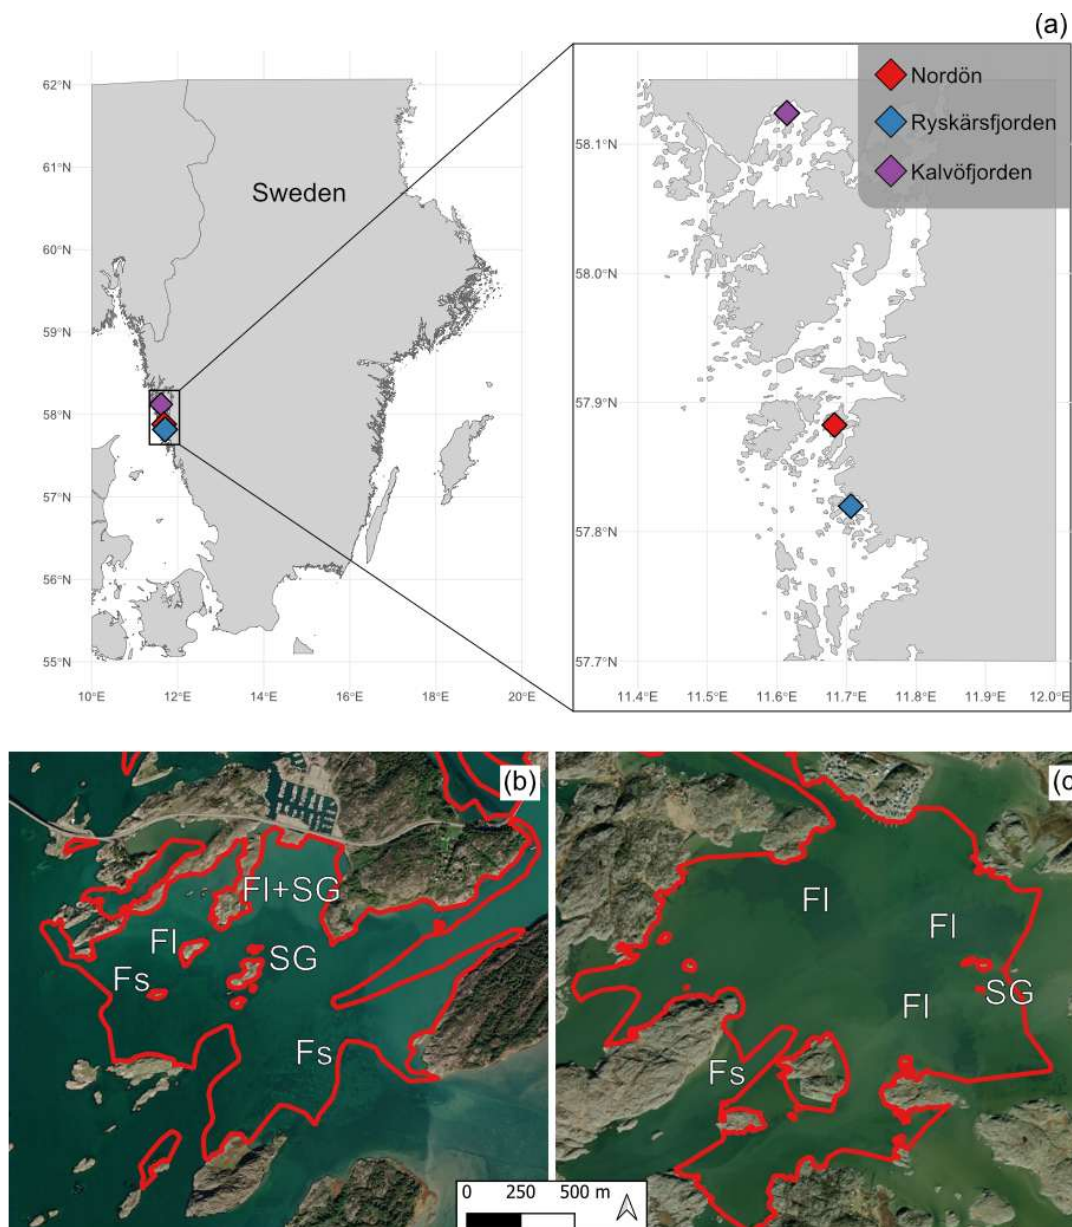 (a)
Nordön
Ryskärsfjorden
Kalvöfjorden
Sweden
62°N
61°N
60°N
59°N
58°N
57°N
56°N
55°N
10°E 12°E 14°E 16°E 18°E 20°E
58.1°N
58.0°N
57.9°N
57.8°N
57.7°N
11.4°E 11.5°E 11.6°E 11.7°E 11.8°E 11.9°E 12.0°E
(b)
Fl+SG
Fl
SG
Fs
Fs
(c
Fl
Fl
SG
Fl
Fs
0 250 500 m